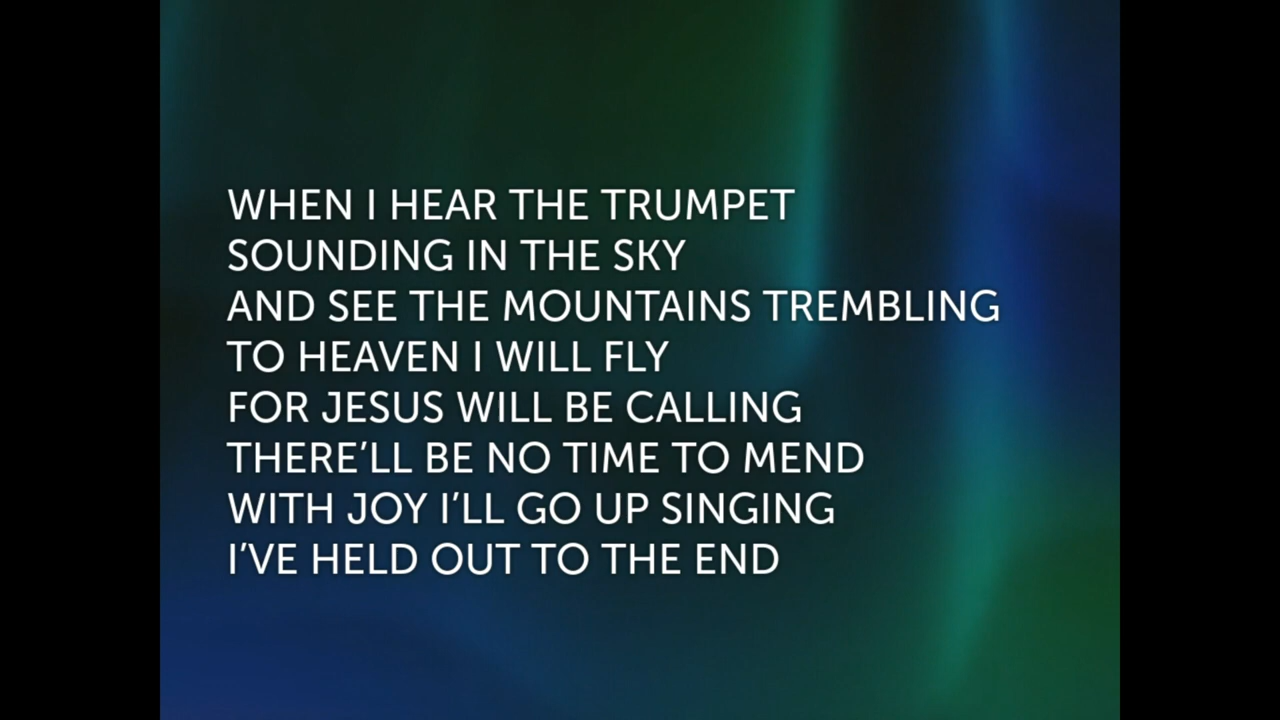 WHEN I HEAR THE TRUMPET
SOUNDING IN THE SKY
AND SEE THE MOUNTAINS TREMBLING
TO HEAVEN I WILL FLY
FOR JESUS WILL BE CALLING
THERE’LL BE NO TIME TO MEND
WITH JOY I’LL GO UP SINGING
I’VE HELD OUT TO THE END